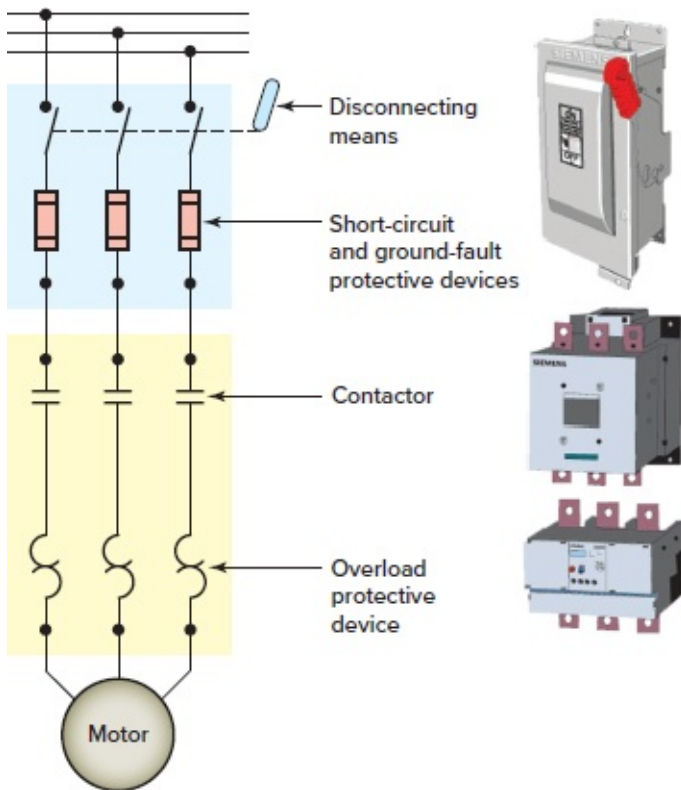 Disconnecting
means
SIEMENS
OFF
Short-circuit
and ground-fault
protective devices
SIEMENS
Contactor
Overload
protective
device
Motor